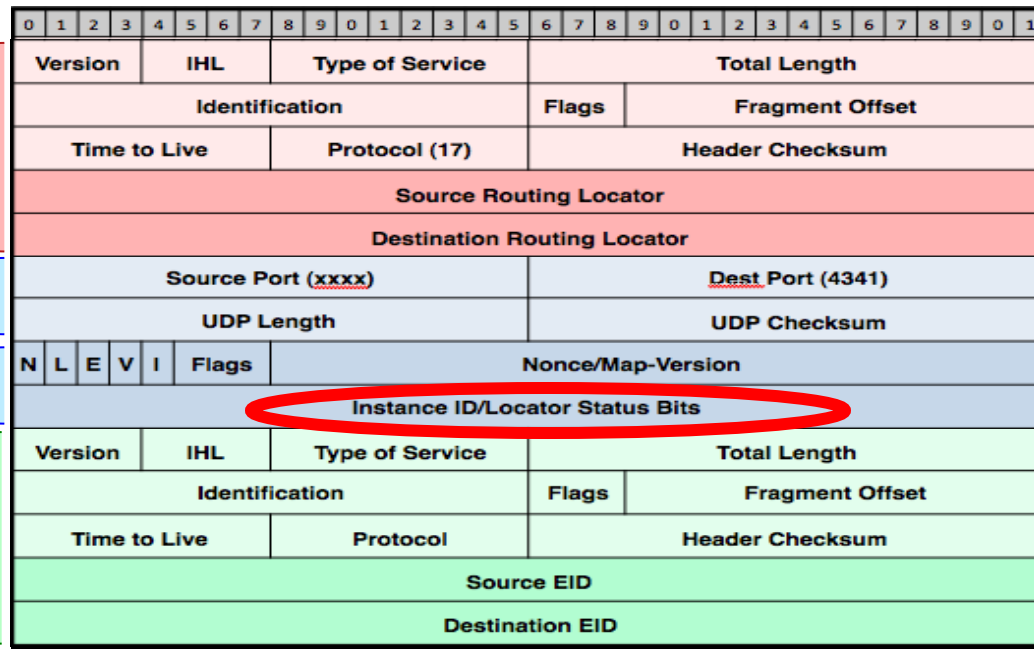 0 1 2 3 4 5 6 7 8 9 0 1 2 3 4 5 6 7 8 9 0 1 2 3 4 5 6 7 8 9 0 1
Version IHL Type of Service Total Length
Identification Flags Fragment Offset
Time to Live Protocol (17) Header Checksum
Source Routing Locator
Destination Routing Locator
Source Port (xxxx) Dest Port (4341)
UDP Length UDP Checksum
N L E V I Flags Nonce/Map-Version
Instance ID/Locator Status Bits
Version IHL Type of Service Total Length
Identification Flags Fragment Offset
Time to Live Protocol Header Checksum
Source EID
Destination EID